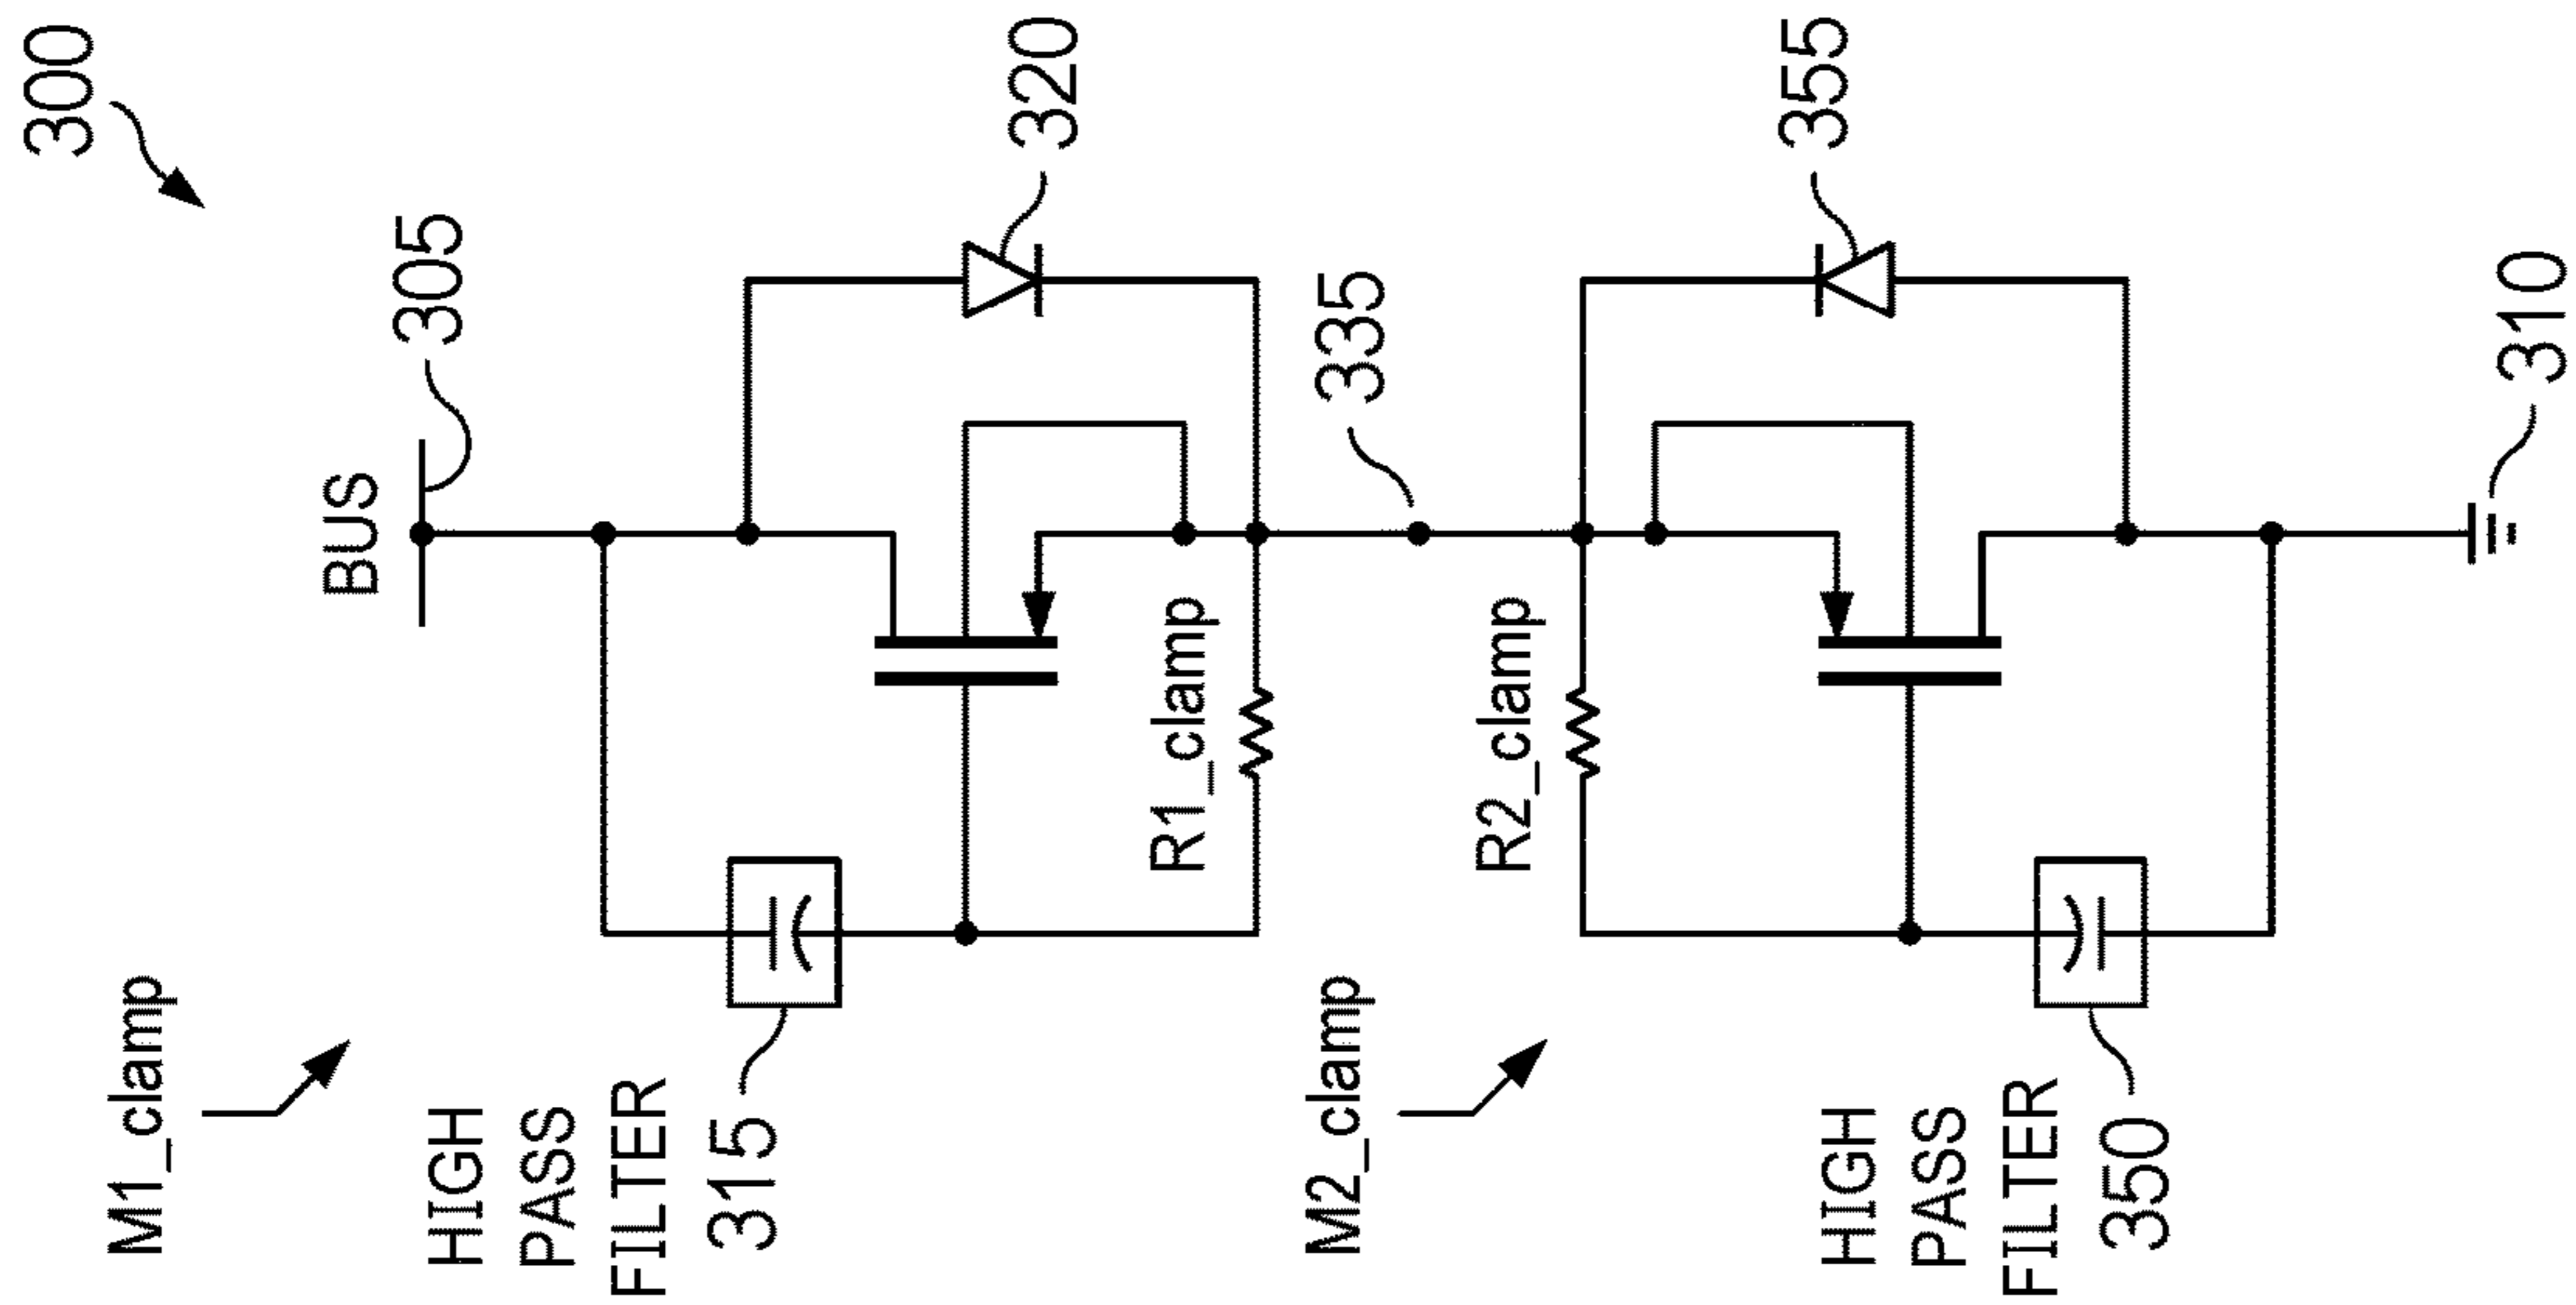 300
BUS
305
M1_clamp
HIGH
PASS
FILTER
315
320
R1_clamp
335
R2_clamp
M2_clamp
HIGH
PASS
FILTER
350
355
310